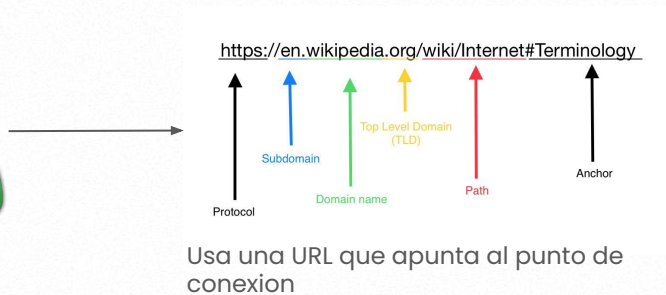 https://en.wikipedia.org/wiki/Internet#Terminology
Top Level Domain
(TLD)
Subdomain
Anchor
Path
Domain name
Protocol
Usa una URL que apunta al punto de
conexion